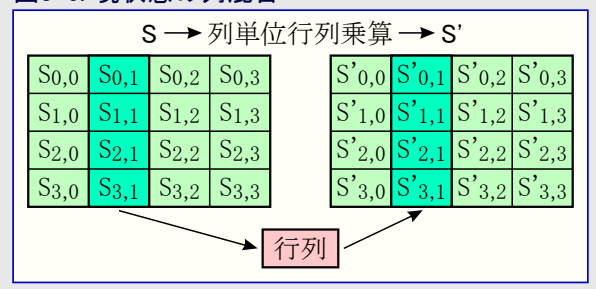 S → 列単位行列乗算 → S'
S0,0 S0,1 S0,2 S0,3 S'0,0 S'0,1 S'0,2 S'0,3
S1,0 S1,1 S1,2 S1,3 S'1,0 S'1,1 S'1,2 S'1,3
S2,0 S2,1 S2,2 S2,3 S'2,0 S'2,1 S'2,2 S'2,3
S3,0 S3,1 S3,2 S3,3 S'3,0 S'3,1 S'3,2 S'3,3
行列